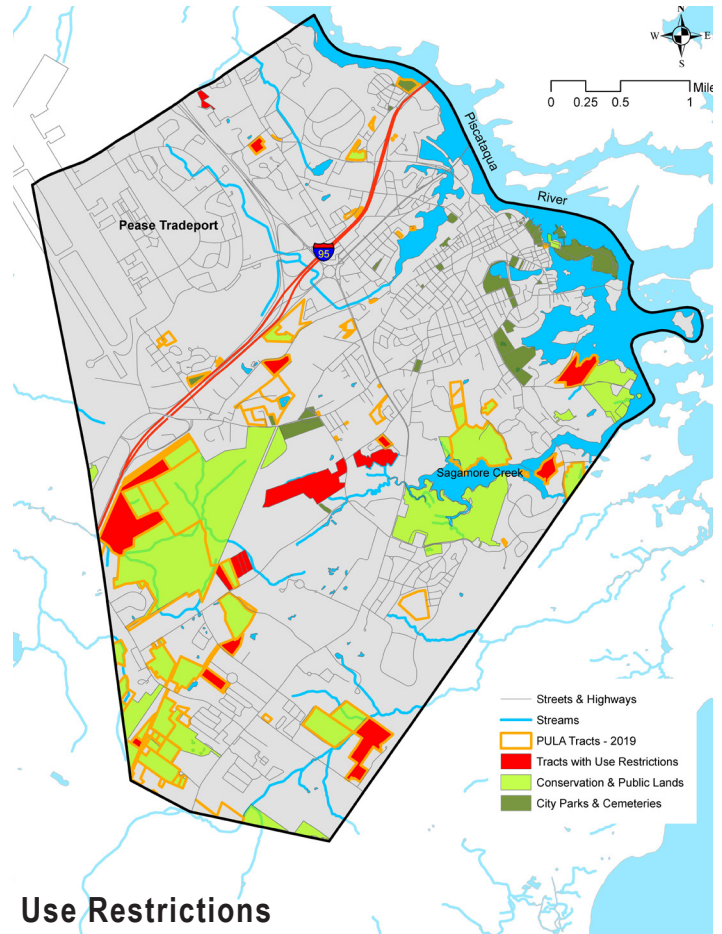 N
W E
S
0 0.25 0.5 1 Mile
Piscataqua
River
Pease Tradeport
95
Sagamore Creek
Streets & Highways
Streams
PULA Tracts - 2019
Tracts with Use Restrictions
Conservation & Public Lands
City Parks & Cemeteries
Use Restrictions